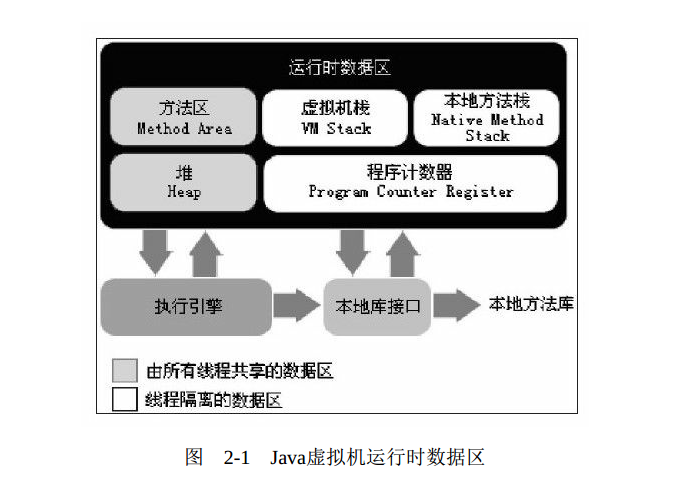 运行时数据区
方法区
Method Area
虚拟机栈
VM Stack
本地方法栈
Native Method
Stack
堆
Heap
程序计数器
Program Counter Register
执行引擎
本地库接口
本地方法库
由所有线程共享的数据区
线程隔离的数据区
图 2-1 Java虚拟机运行时数据区